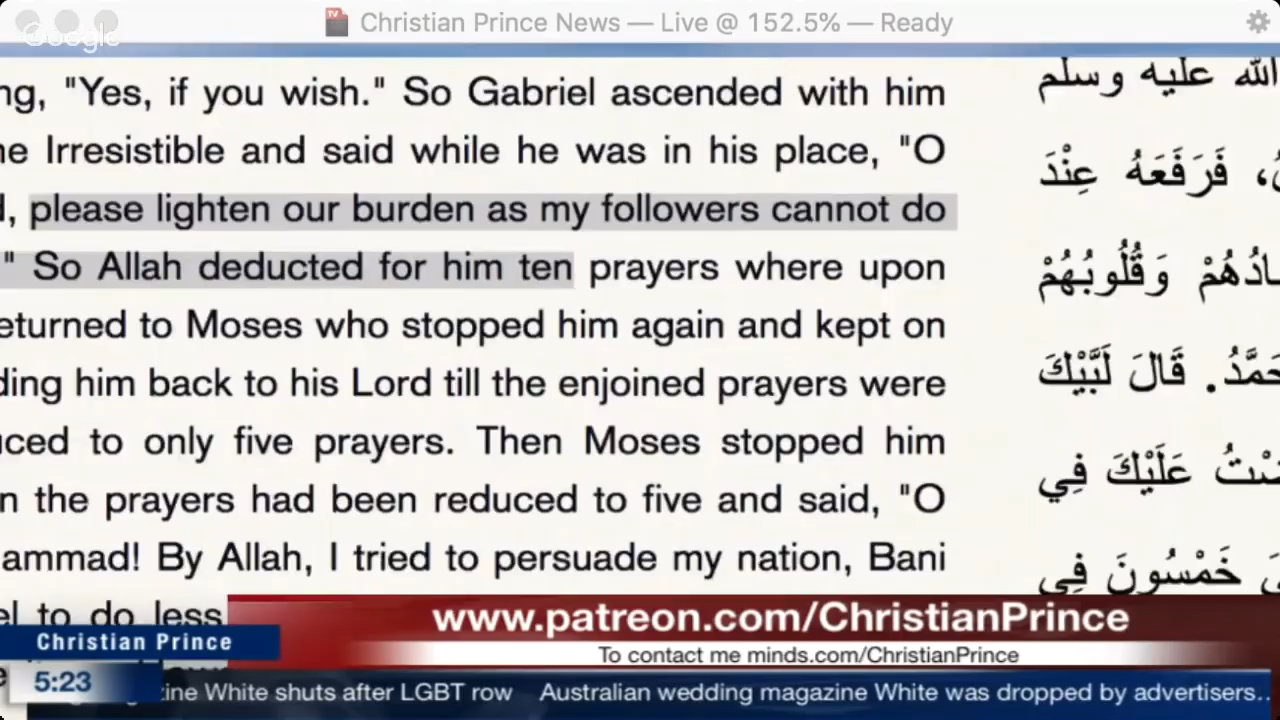 Christian Prince News — Live @ 152.5% — Ready
Google
ng, "Yes, if you wish." So Gabriel ascended with him
he Irresistible and said while he was in his place, "O
d, please lighten our burden as my followers cannot do
" So Allah deducted for him ten prayers where upon
eturned to Moses who stopped him again and kept on
ding him back to his Lord till the enjoined prayers were
uced to only five prayers. Then Moses stopped him
n the prayers had been reduced to five and said, "O
ammad! By Allah, I tried to persuade my nation, Bani
el to do less
الله عليه وسلم
، فَرَفَعَهُ عِنْدَ
ادُهُمْ وَقُلُوبُهُمْ
حَمَّدُ. قَالَ لَبَّيْكَ
ضْتُ عَلَيْكَ فِي
خَمْسُونَ فِي
www.patreon.com/ChristianPrince
Christian Prince
To contact me minds.com/ChristianPrince
5:23
zine White shuts after LGBT row Australian wedding magazine White was dropped by advertisers..